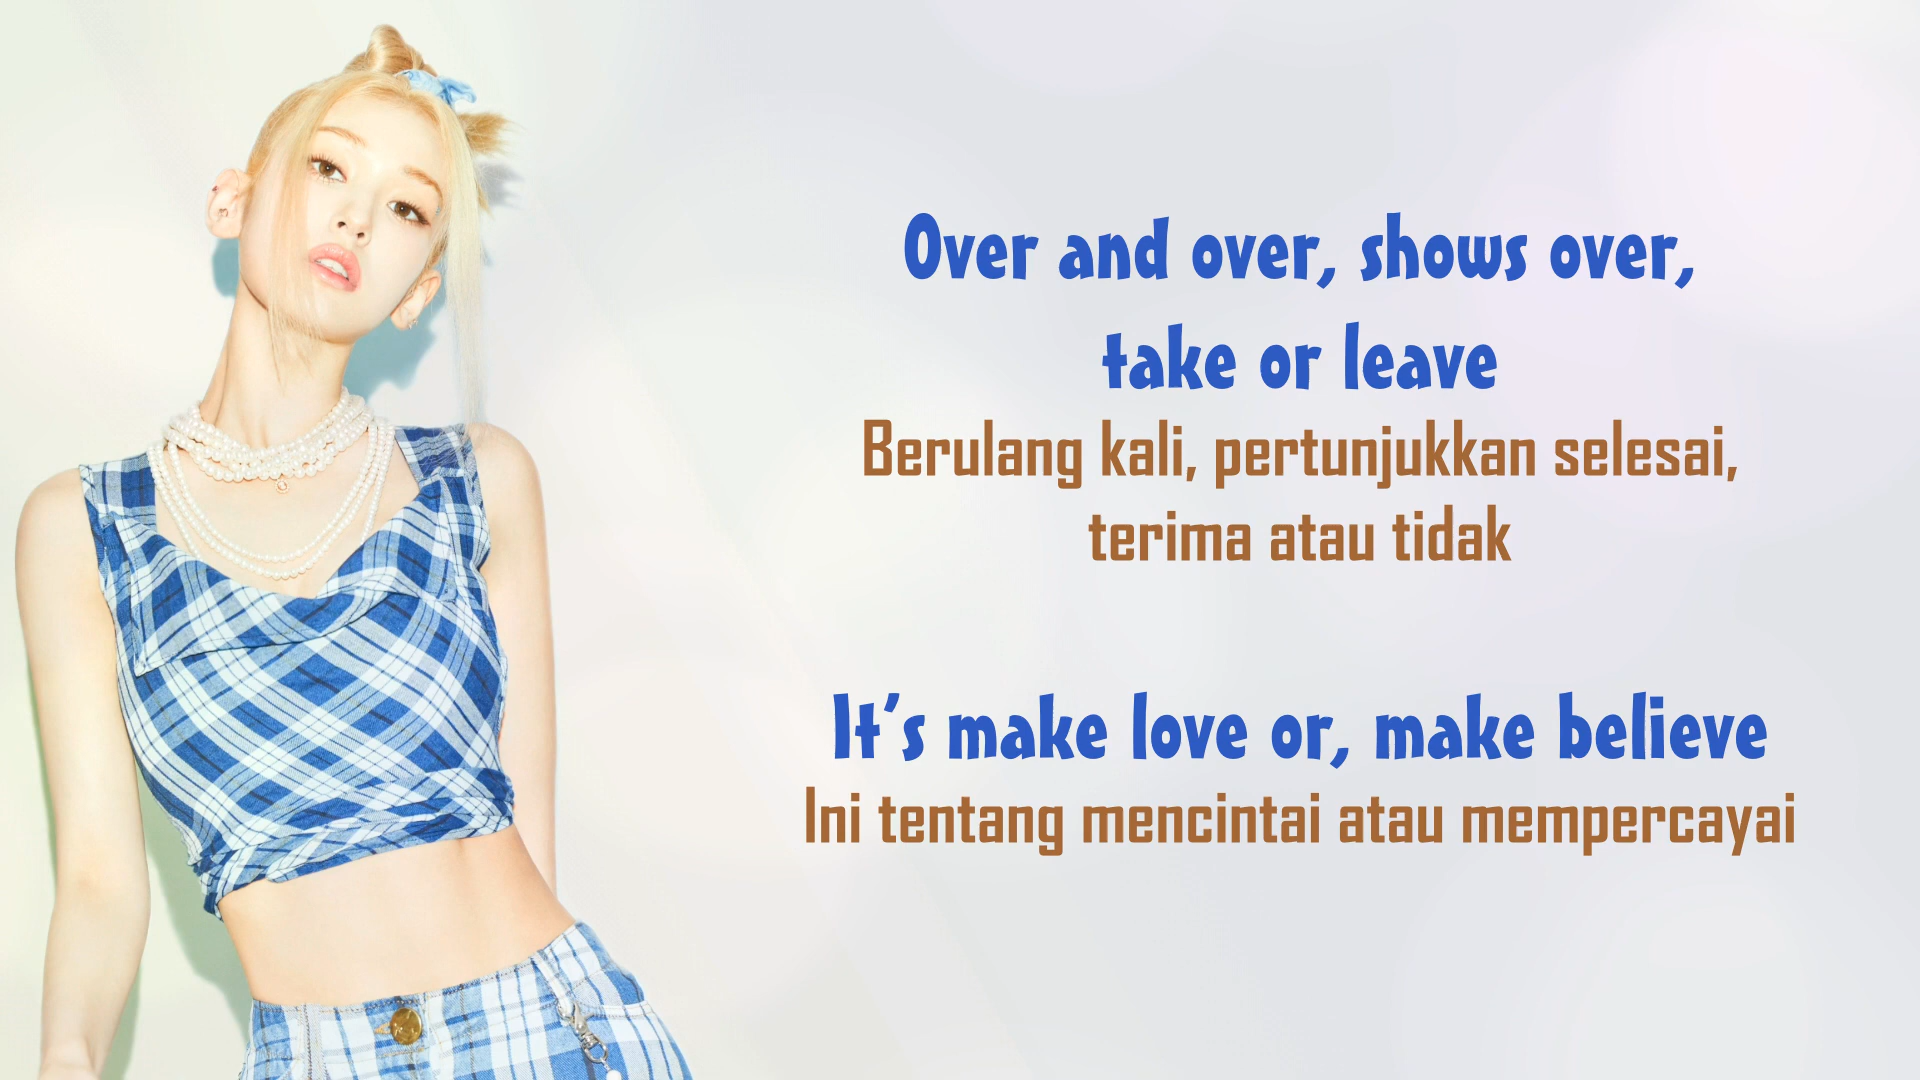 Over and over, shows over,
take or leave
Berulang kali, pertunjukkan selesai,
terima atau tidak
It's make love or, make believe
Ini tentang mencintai atau mempercayai